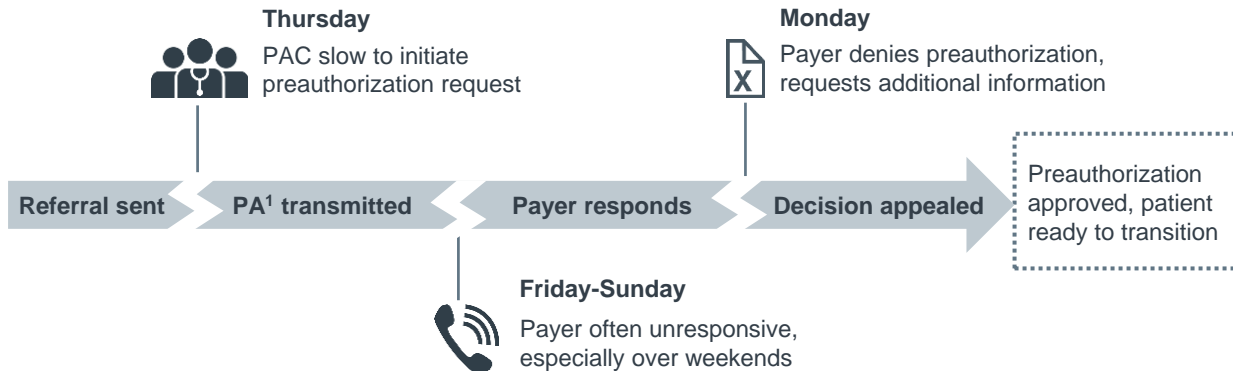 Thursday
PAC slow to initiate
preauthorization request
Monday
Payer denies preauthorization,
requests additional information
X
Referral sent
PA¹ transmitted
Payer responds
Decision appealed
Preauthorization
approved, patient
ready to transition
Friday-Sunday
Payer often unresponsive,
especially over weekends